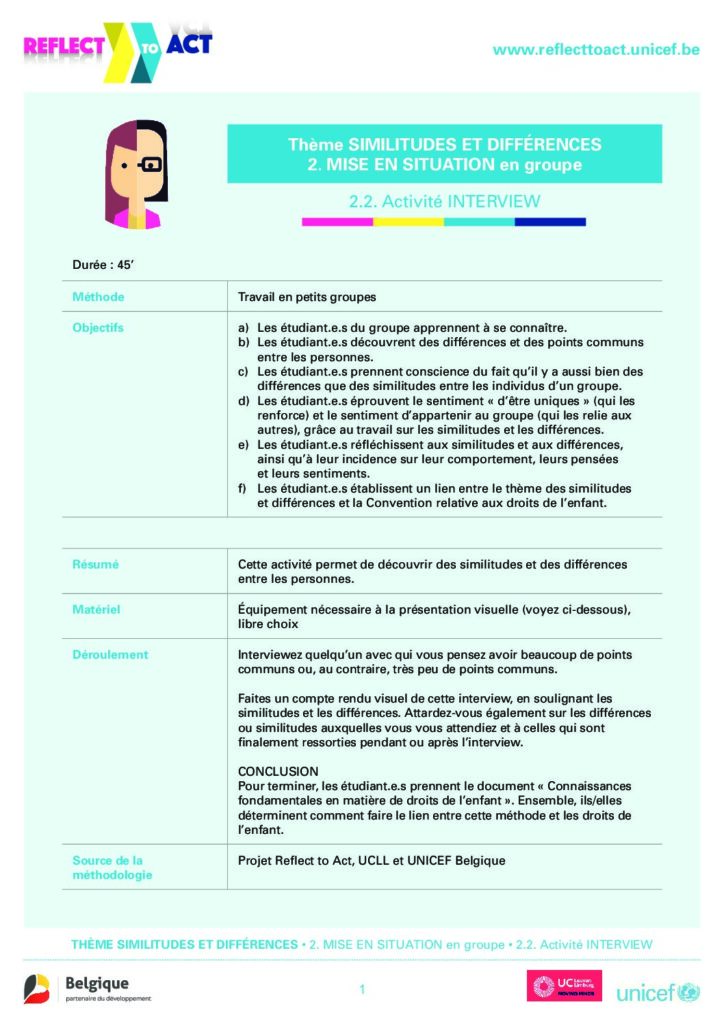 REFLECT TO ACT
www.reflecttoact.unicef.be
Thème SIMILITUDES ET DIFFÉRENCES
2. MISE EN SITUATION en groupe
2.2. Activité INTERVIEW
Durée : 45’
Méthode
Travail en petits groupes
Objectifs
a) Les étudiant.e.s du groupe apprennent à se connaître.
b) Les étudiant.e.s découvrent des différences et des points communs
entre les personnes.
c) Les étudiant.e.s prennent conscience du fait qu’il y a aussi bien des
différences que des similitudes entre les individus d’un groupe.
d) Les étudiant.e.s éprouvent le sentiment « d’être uniques » (qui les
renforce) et le sentiment d’appartenir au groupe (qui les relie aux
autres), grâce au travail sur les similitudes et les différences.
e) Les étudiant.e.s réfléchissent aux similitudes et aux différences,
ainsi qu’à leur incidence sur leur comportement, leurs pensées
et leurs sentiments.
f) Les étudiant.e.s établissent un lien entre le thème des similitudes
et différences et la Convention relative aux droits de l’enfant.
Résumé
Cette activité permet de découvrir des similitudes et des différences
entre les personnes.
Matériel
Équipement nécessaire à la présentation visuelle (voyez ci-dessous),
libre choix
Déroulement
Interviewez quelqu’un avec qui vous pensez avoir beaucoup de points
communs ou, au contraire, très peu de points communs.
Faites un compte rendu visuel de cette interview, en soulignant les
similitudes et les différences. Attardez-vous également sur les différences
ou similitudes auxquelles vous vous attendiez et à celles qui sont
finalement ressorties pendant ou après l’interview.
CONCLUSION
Pour terminer, les étudiant.e.s prennent le document « Connaissances
fondamentales en matière de droits de l’enfant ». Ensemble, ils/elles
déterminent comment faire le lien entre cette méthode et les droits de
l’enfant.
Source de la
méthodologie
Projet Reflect to Act, UCLL et UNICEF Belgique
THÈME SIMILITUDES ET DIFFÉRENCES • 2. MISE EN SITUATION en groupe • 2.2. Activité INTERVIEW
Belgique
partenaire du développement
1
UC Leuven
Limburg
unicef